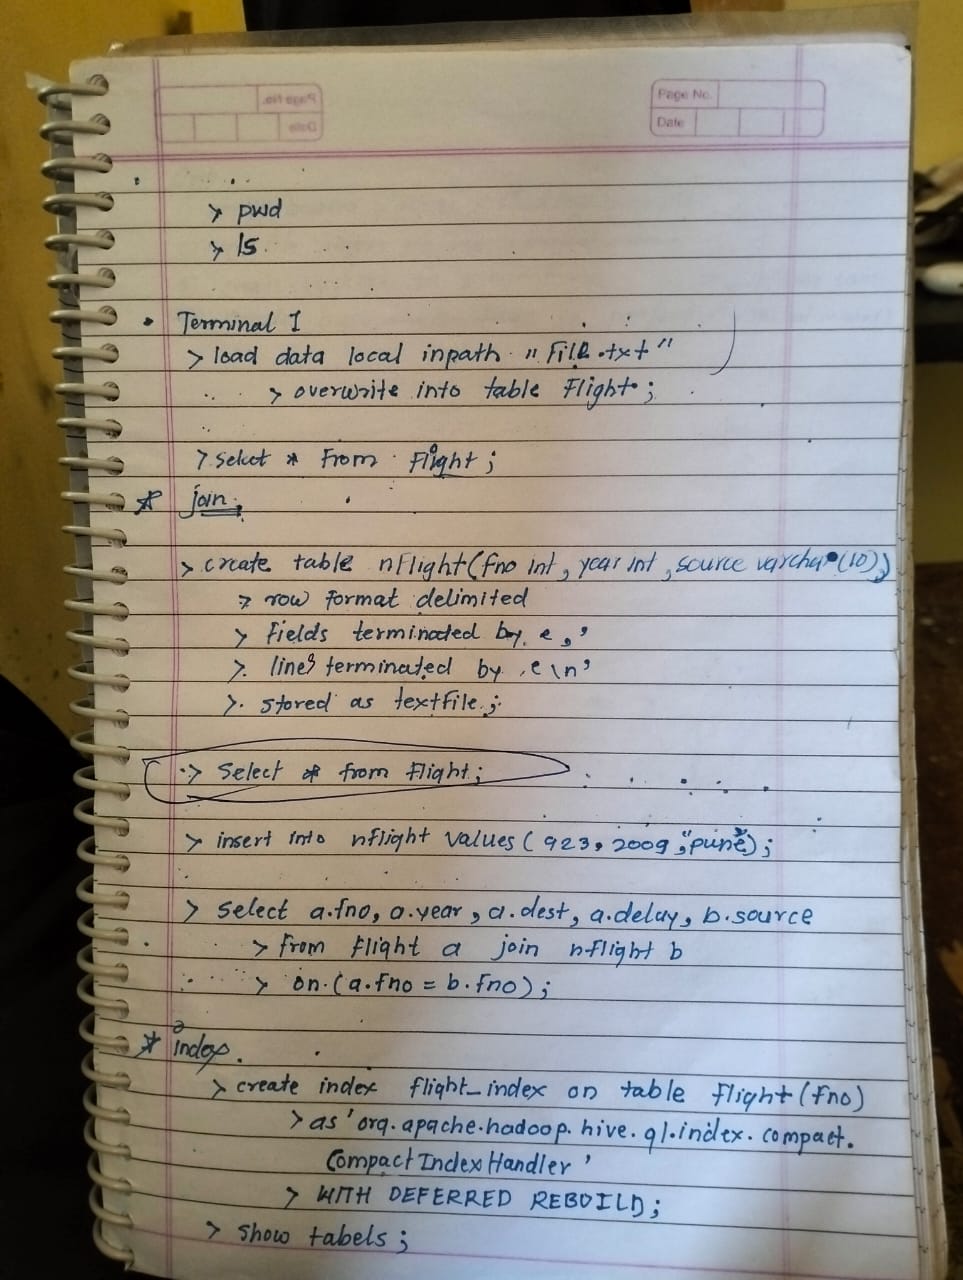 Page No.
Date
> pwd
> ls
• Terminal I
> load data local inpath "file.txt"
> overwrite into table flight;
> select * from flight;
* join:
> create table nflight(fno int, year int, source varchar(10))
> row format delimited
> fields terminated by ‘,’
> lines terminated by ‘\n’
> stored as textfile;
> select * from flight;
> insert into nflight values(923, 2009, "pune");
> select a.fno, a.year, a.dest, a.delay, b.source
> from flight a join nflight b
> on (a.fno = b.fno);
* index.
> create index flight_index on table flight(fno)
> as 'org.apache.hadoop.hive.ql.index.compact.
CompactIndexHandler'
> WITH DEFERRED REBUILD;
> show tabels;